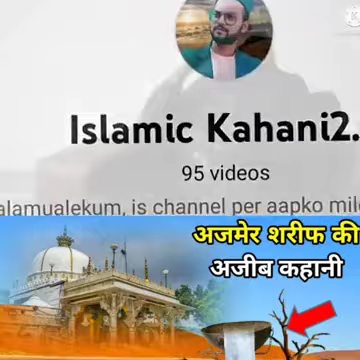 Islamic Kahani2.
95 videos
alamualekum, is channel per aapko mile
अजमेर शरीफ की
अजीब कहानी